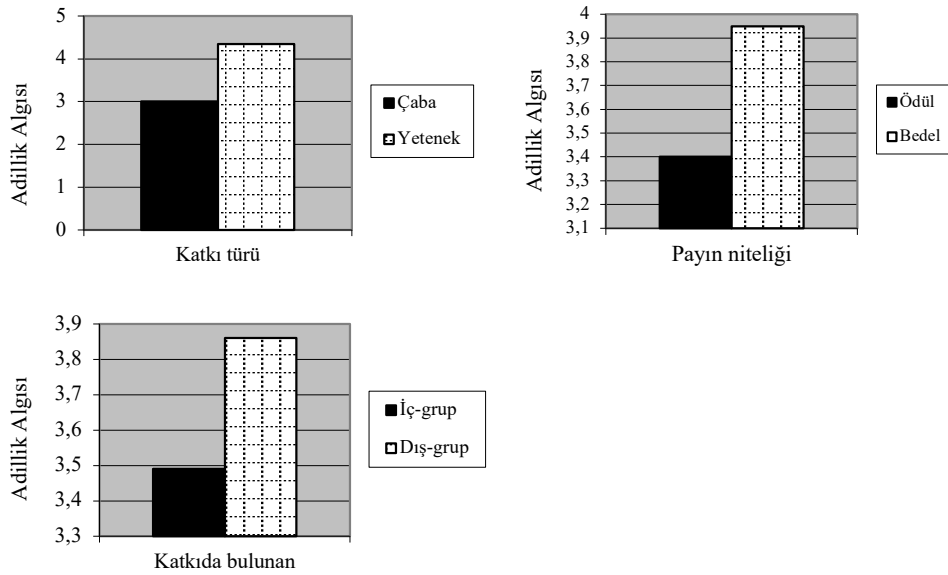 Adillik Algısı
5
4
3
2
1
0
Katkı türü
Çaba
Yetenek
Adillik Algısı
4
3,9
3,8
3,7
3,6
3,5
3,4
3,3
3,2
3,1
Payın niteliği
Ödül
Bedel
Adillik Algısı
3,9
3,8
3,7
3,6
3,5
3,4
3,3
Katkıda bulunan
İç-grup
Dış-grup